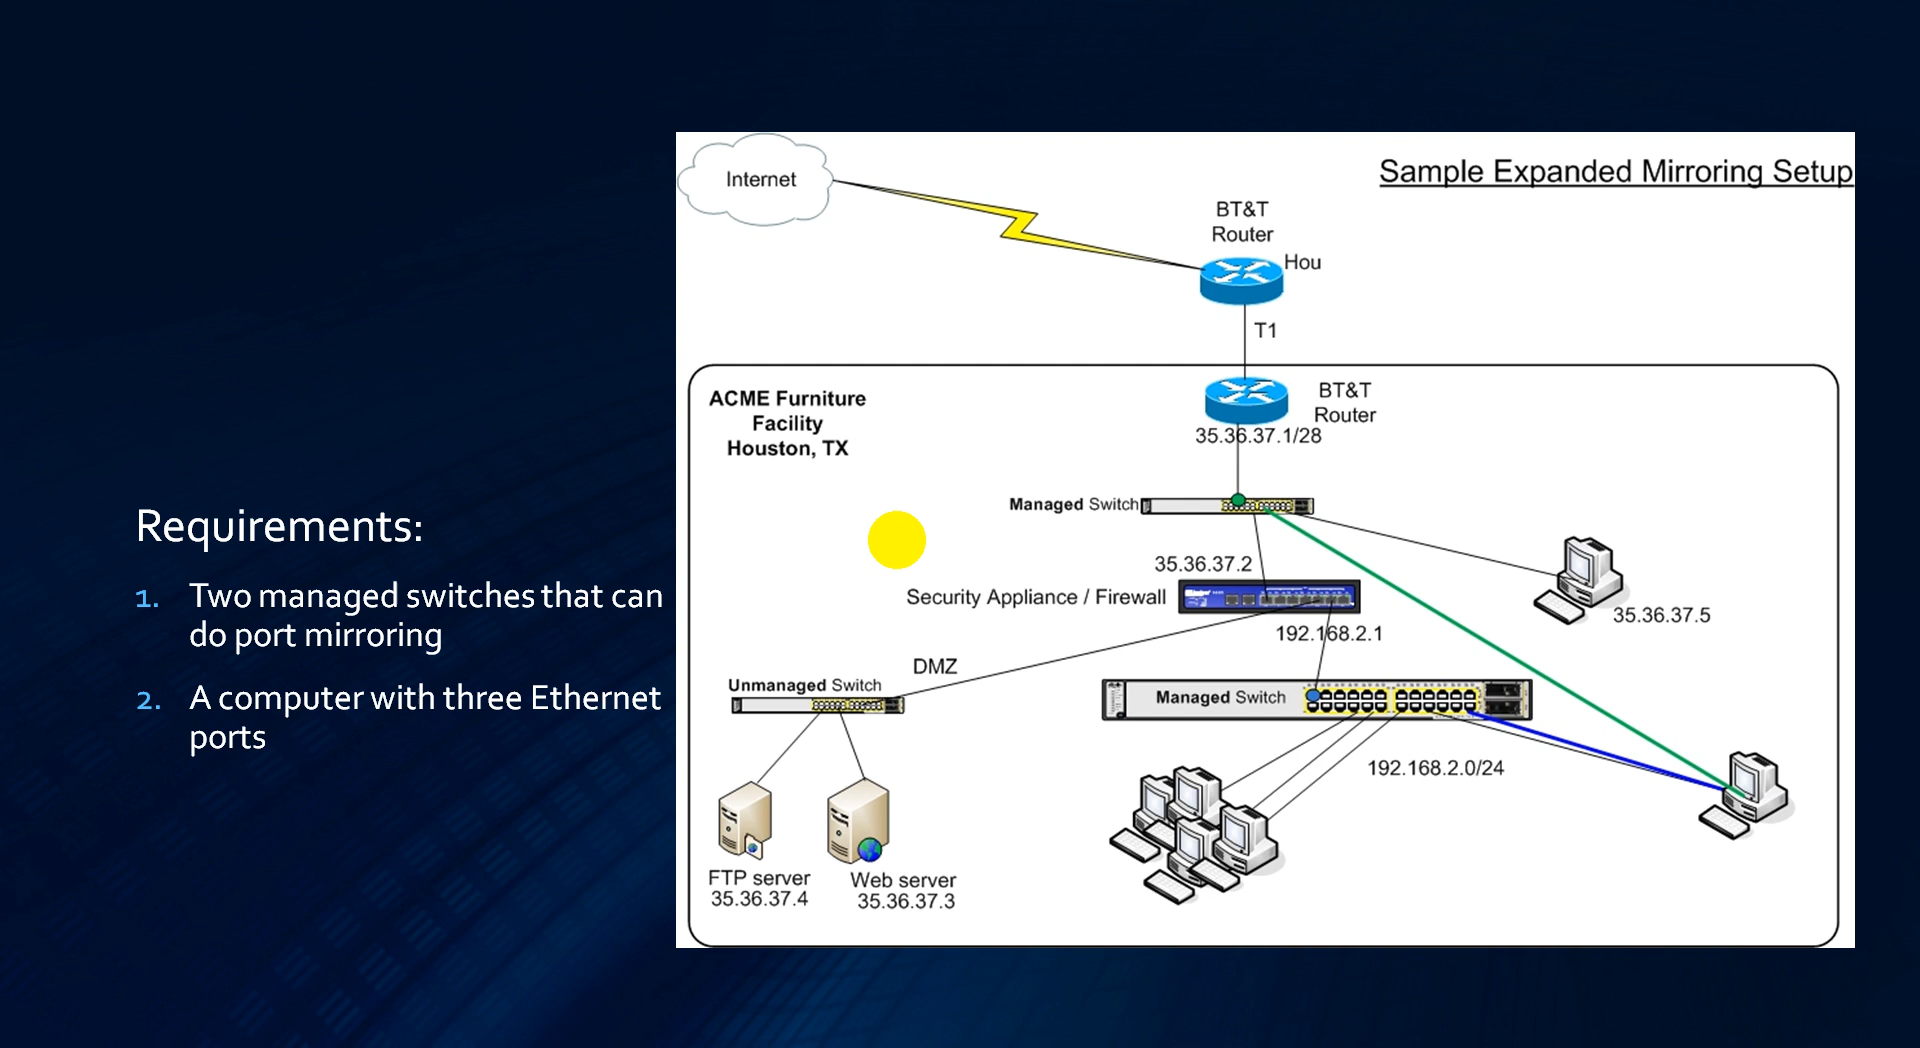 Sample Expanded Mirroring Setup
Internet
BT&T
Router
Hou
T1
ACME Furniture
Facility
Houston, TX
BT&T
Router
35.36.37.1/28
Managed Switch
35.36.37.2
Security Appliance / Firewall
192.168.2.1
35.36.37.5
DMZ
Unmanaged Switch
Managed Switch
192.168.2.0/24
FTP server
35.36.37.4
Web server
35.36.37.3
Requirements:
1. Two managed switches that can
do port mirroring
2. A computer with three Ethernet
ports